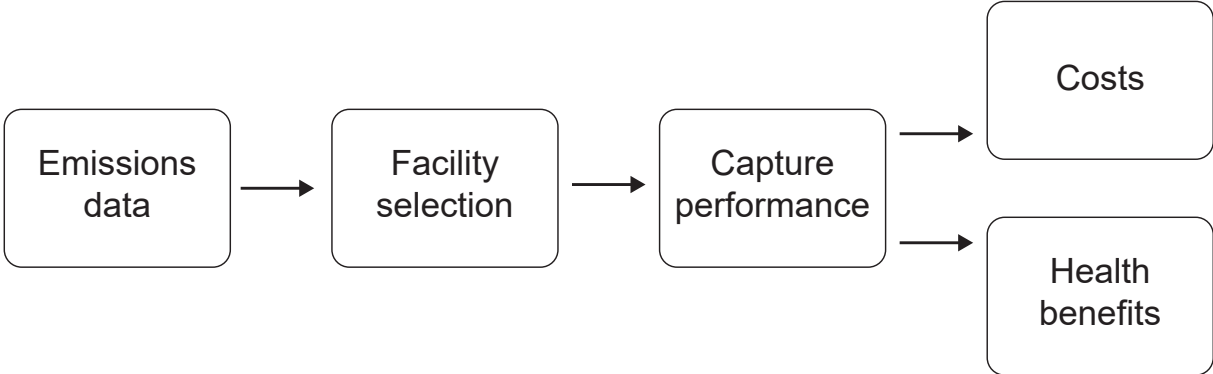 Emissions
data
Facility
selection
Capture
performance
Costs
Health
benefits